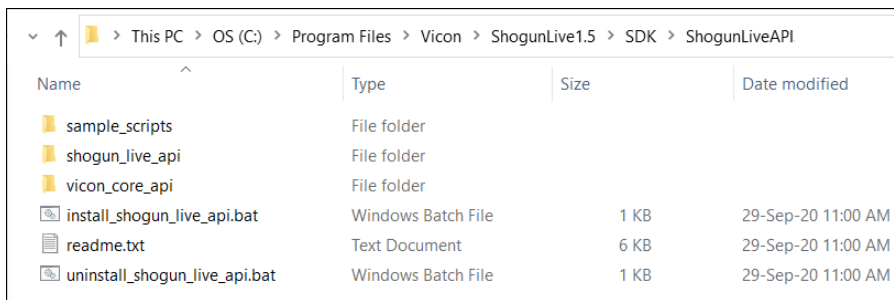 This PC > OS (C:) > Program Files > Vicon > ShogunLive1.5 > SDK > ShogunLiveAPI
Name Type Size Date modified
sample_scripts File folder
shogun_live_api File folder
vicon_core_api File folder
install_shogun_live_api.bat Windows Batch File 1 KB 29-Sep-20 11:00 AM
readme.txt Text Document 6 KB 29-Sep-20 11:00 AM
uninstall_shogun_live_api.bat Windows Batch File 1 KB 29-Sep-20 11:00 AM